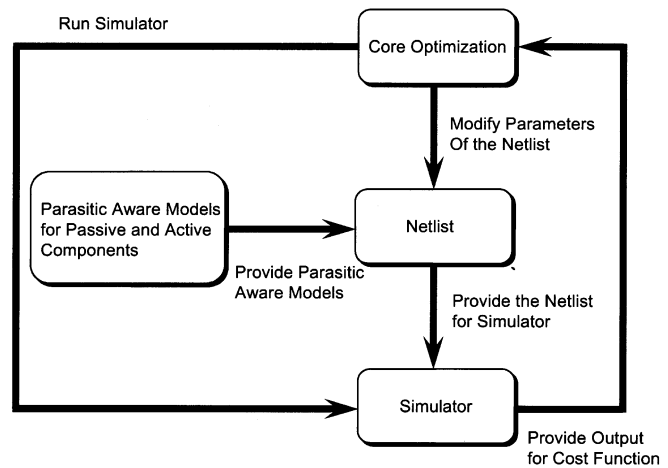 Run Simulator
Core Optimization
Modify Parameters
Of the Netlist
Parasitic Aware Models
for Passive and Active
Components
Netlist
Provide Parasitic
Aware Models
Provide the Netlist
for Simulator
Simulator
Provide Output
for Cost Function